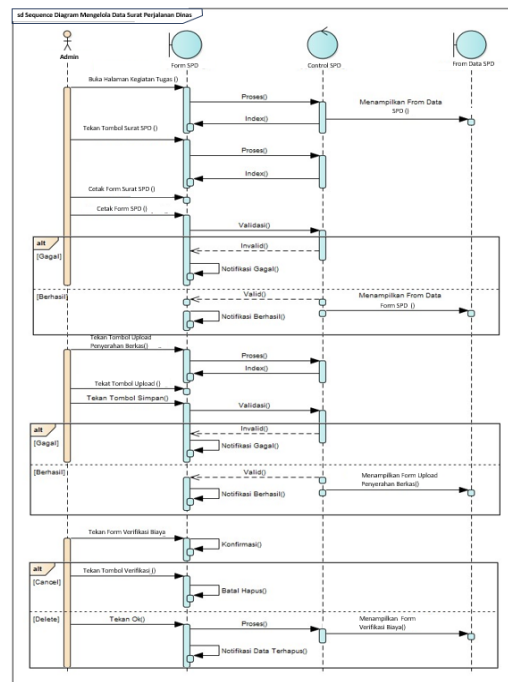 sd Sequence Diagram Mengelola Data Surat Perjalanan Dinas
Admin
Form SPD
Control SPD
From Data SPD
Buka Halaman Kegiatan Tugas ()
Proses()
Menampilkan From Data
SPD ()
Index()
Tekan Tombol Surat SPD ()
Proses()
Index()
Cetak Form Surat SPD ()
Cetak Form SPD ()
Validasi()
alt
Invalid()
[Gagal]
Notifikasi Gagal()
[Berhasil]
Valid()
Menampilkan From Data
Form SPD ()
Notifikasi Berhasil()
Tekan Tombol Upload
Penyerahan Berkas()
Proses()
Index()
Tekat Tombol Upload ()
Tekan Tombol Simpan()
Validasi()
alt
Invalid()
[Gagal]
Notifikasi Gagal()
[Berhasil]
Valid()
Menampilkan Form Upload
Penyerahan Berkas()
Notifikasi Berhasil()
Tekan Form Verifikasi Biaya
Konfirmasi()
alt
Tekan Tombol Verifikasi()
[Cancel]
Batal Hapus()
[Delete]
Tekan Ok()
Proses()
Menampilkan Form
Verifikasi Biaya()
Notifikasi Data Terhapus()